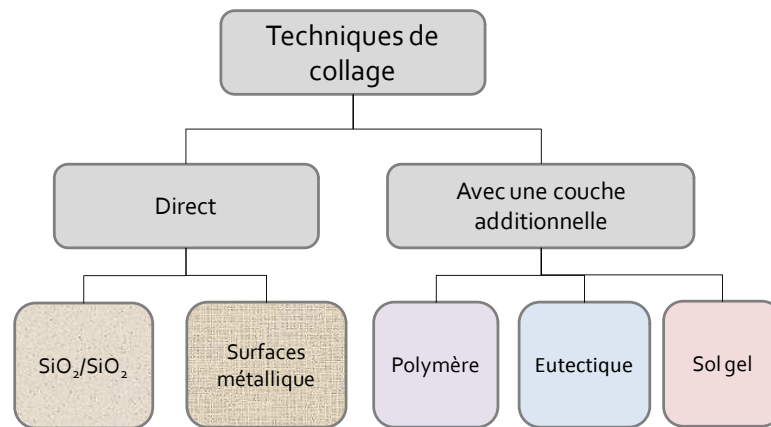 Techniques de
collage
Direct
Avec une couche
additionnelle
SiO₂/SiO₂
Surfaces
métallique
Polymère
Eutectique
Sol gel